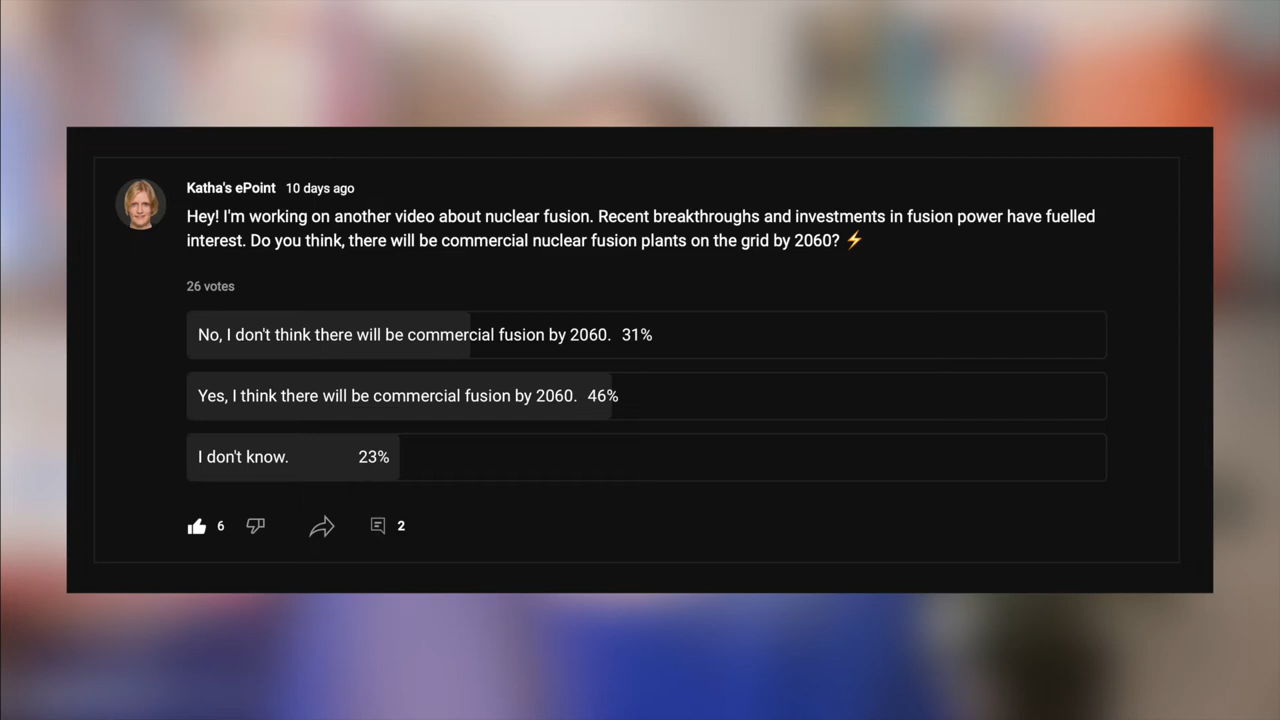 Katha's ePoint 10 days ago
Hey! I'm working on another video about nuclear fusion. Recent breakthroughs and investments in fusion power have fuelled
interest. Do you think, there will be commercial nuclear fusion plants on the grid by 2060? ⚡
26 votes
No, I don't think there will be commercial fusion by 2060. 31%
Yes, I think there will be commercial fusion by 2060. 46%
I don't know. 23%
6 2